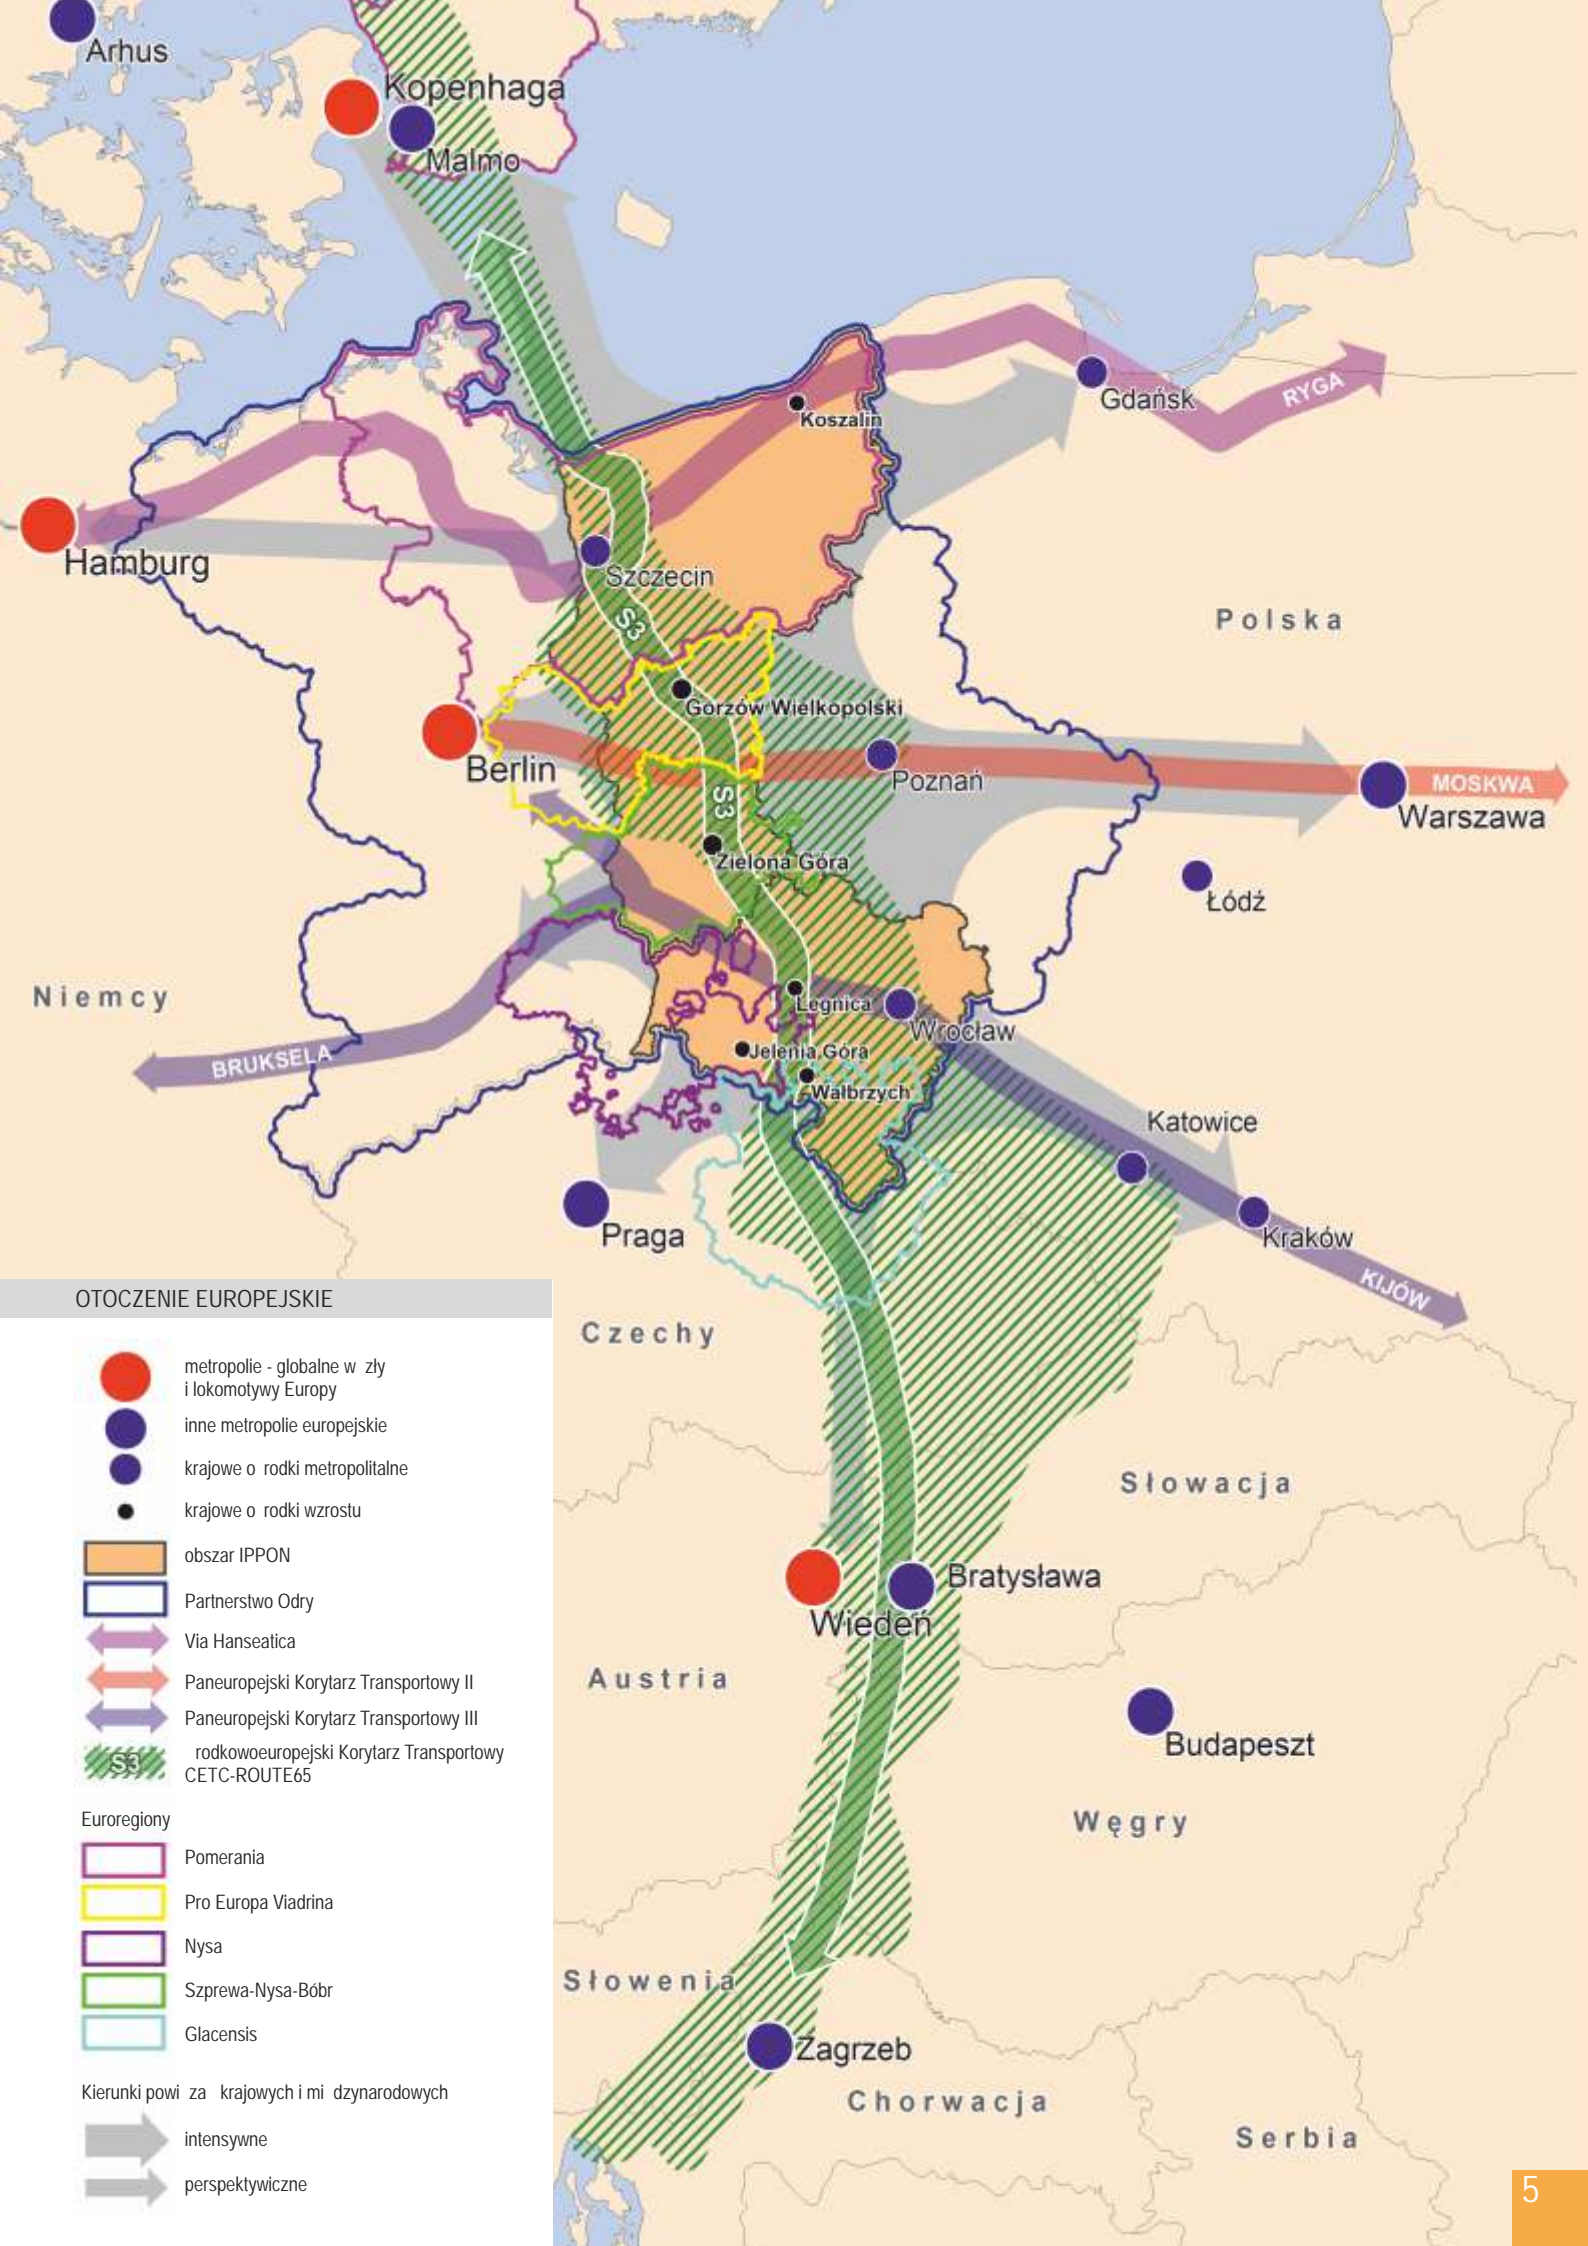 Arhus
Kopenhaga
Malmo
Koszalin
Gdańsk
RYGA
Hamburg
Szczecin
S3
Polska
Gorzów Wielkopolski
Berlin
Poznań
MOSKWA
Warszawa
S3
Zielona Góra
Łódź
Niemcy
Legnica
Wrocław
BRUKSELA
Jelenia Góra
Wałbrzych
Katowice
Praga
Kraków
KIJÓW
OTOCZENIE EUROPEJSKIE
metropolie - globalne w zły
i lokomotywy Europy
inne metropolie europejskie
krajowe o rodki metropolitalne
krajowe o rodki wzrostu
obszar IPPON
Partnerstwo Odry
Via Hanseatica
Paneuropejski Korytarz Transportowy II
Paneuropejski Korytarz Transportowy III
S3
rodkowoeuropejski Korytarz Transportowy
CETC-ROUTE65
Euroregiony
Pomerania
Pro Europa Viadrina
Nysa
Szprewa-Nysa-Bóbr
Glacensis
Kierunki powi za krajowych i mi dzynarodowych
intensywne
perspektywiczne
Czechy
Słowacja
Bratysława
Wiedeń
Austria
Budapeszt
Węgry
Słowenia
Zagrzeb
Chorwacja
Serbia
5